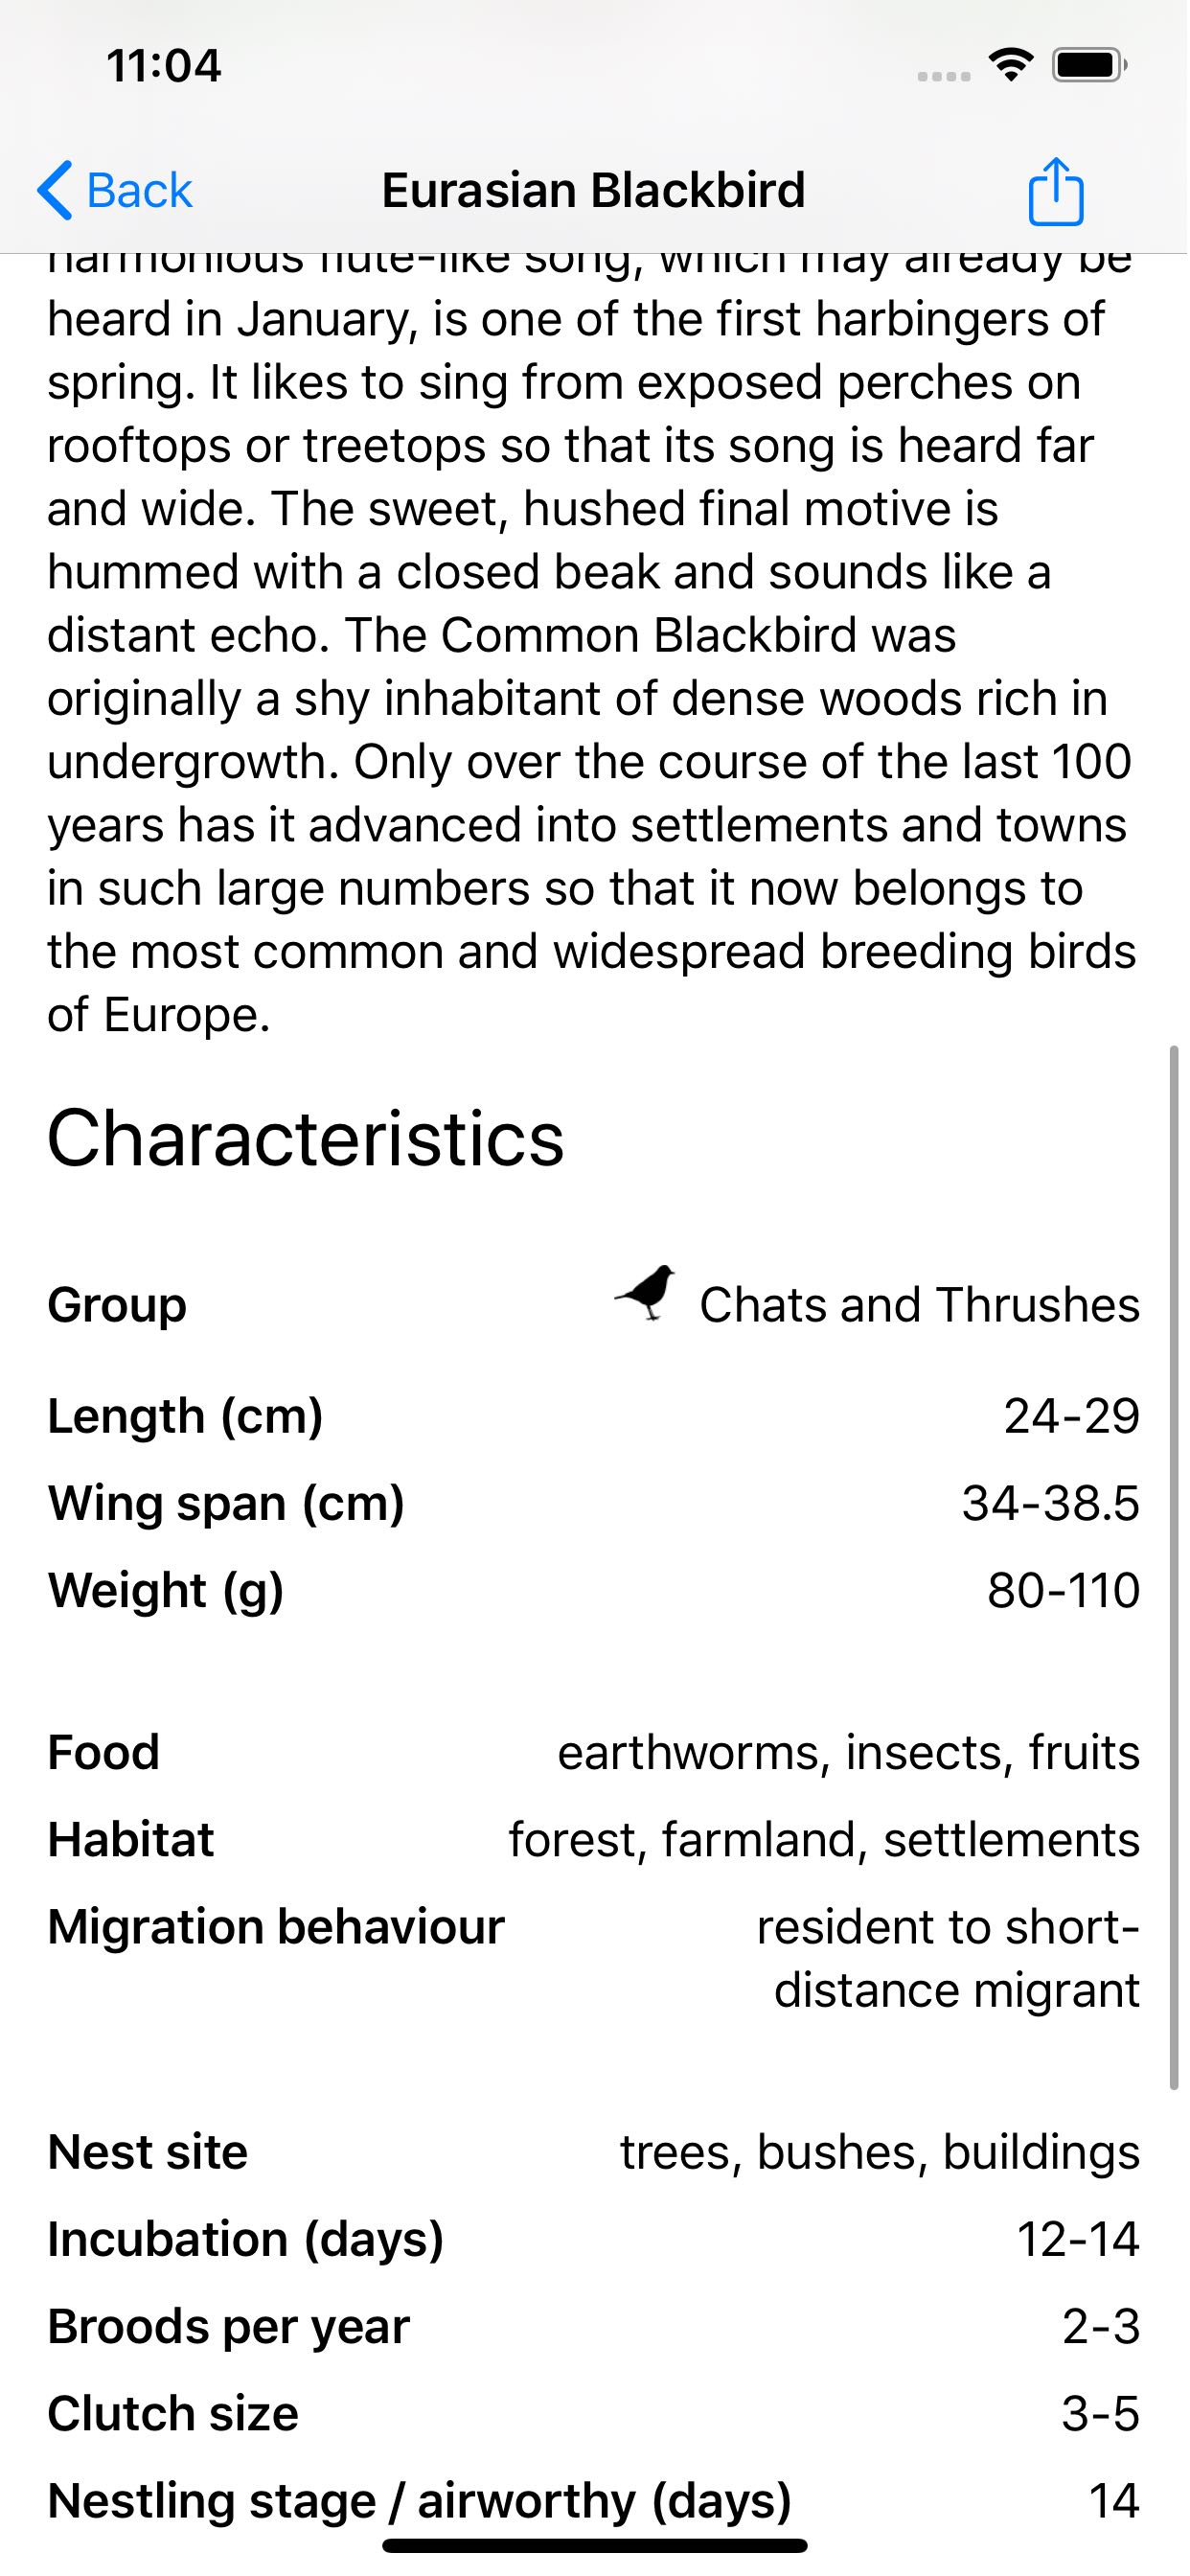 11:04
Back
Eurasian Blackbird
harmonious flute-like song, which may already be
heard in January, is one of the first harbingers of
spring. It likes to sing from exposed perches on
rooftops or treetops so that its song is heard far
and wide. The sweet, hushed final motive is
hummed with a closed beak and sounds like a
distant echo. The Common Blackbird was
originally a shy inhabitant of dense woods rich in
undergrowth. Only over the course of the last 100
years has it advanced into settlements and towns
in such large numbers so that it now belongs to
the most common and widespread breeding birds
of Europe.
Characteristics
Group Chats and Thrushes
Length (cm) 24-29
Wing span (cm) 34-38.5
Weight (g) 80-110
Food earthworms, insects, fruits
Habitat forest, farmland, settlements
Migration behaviour resident to short-
distance migrant
Nest site trees, bushes, buildings
Incubation (days) 12-14
Broods per year 2-3
Clutch size 3-5
Nestling stage / airworthy (days) 14